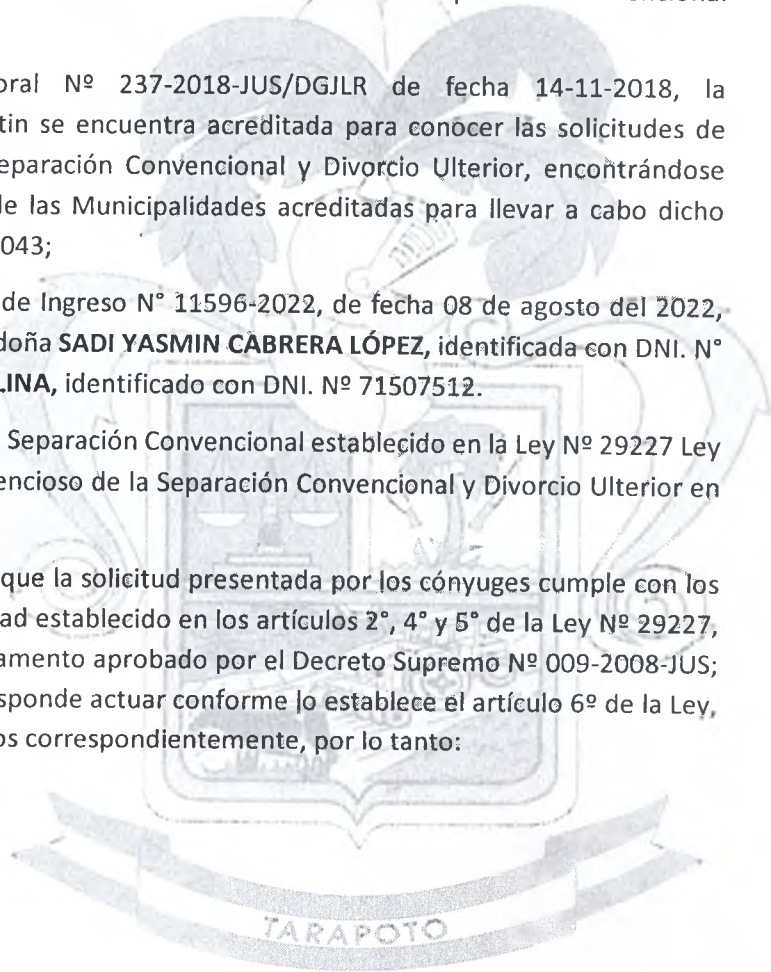 oral Nº 237-2018-JUS/DGJLR de fecha 14-11-2018, la
tin se encuentra acreditada para conocer las solicitudes de
eparación Convencional y Divorcio Ulterior, encontrándose
le las Municipalidades acreditadas para llevar a cabo dicho
043;
de Ingreso N° 11596-2022, de fecha 08 de agosto del 2022,
doña SADI YASMIN CABRERA LÓPEZ, identificada con DNI. N°
LINA, identificado con DNI. Nº 71507512.
Separación Convencional establecido en la Ley Nº 29227 Ley
encioso de la Separación Convencional y Divorcio Ulterior en
que la solicitud presentada por los cónyuges cumple con los
ad establecido en los artículos 2°, 4° y 5° de la Ley Nº 29227,
amento aprobado por el Decreto Supremo Nº 009-2008-JUS;
sponde actuar conforme lo establece el artículo 6º de la Ley,
os correspondientemente, por lo tanto:
TARAPOTO